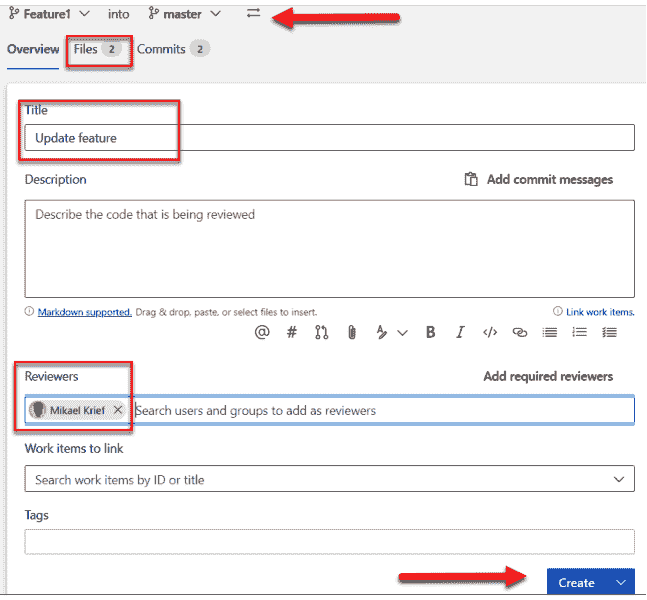 Feature1 into master
Overview Files 2 Commits 2
Title
Update feature
Description Add commit messages
Describe the code that is being reviewed
Markdown supported. Drag & drop, paste, or select files to insert. Link work items.
Reviewers Add required reviewers
Mikael Krief Search users and groups to add as reviewers
Work items to link
Search work items by ID or title
Tags
Create